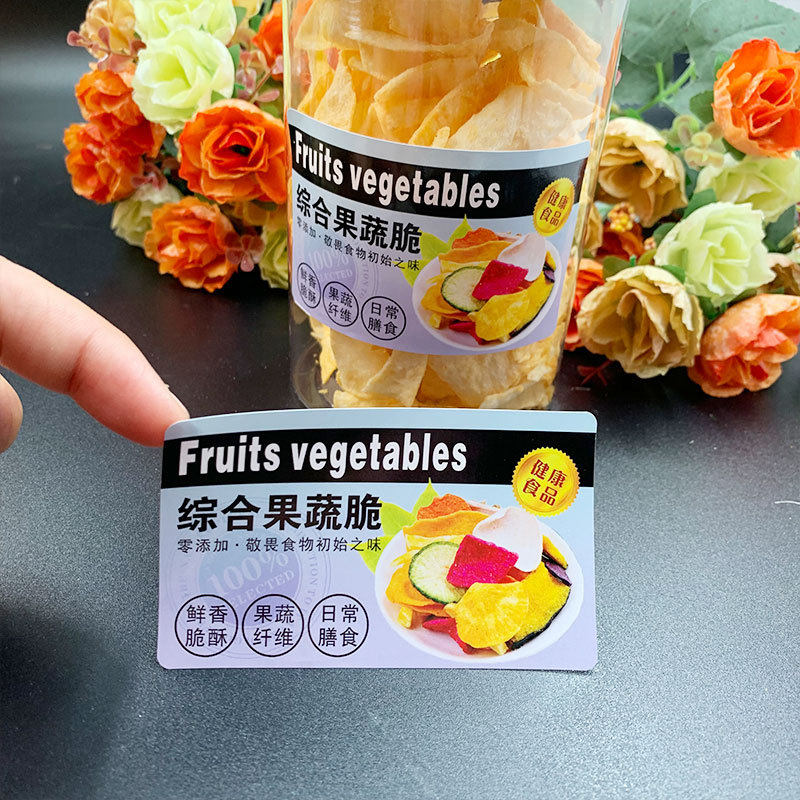 Fruits vegetables
综合果蔬脆
零添加·敬畏食物初始之味
健康
食品
100%
SELECTED
鲜香
脆酥
果蔬
纤维
日常
膳食
Fruits vegetables
综合果蔬脆
零添加·敬畏食物初始之味
健康
食品
100%
鲜香
脆酥
果蔬
纤维
日常
膳食